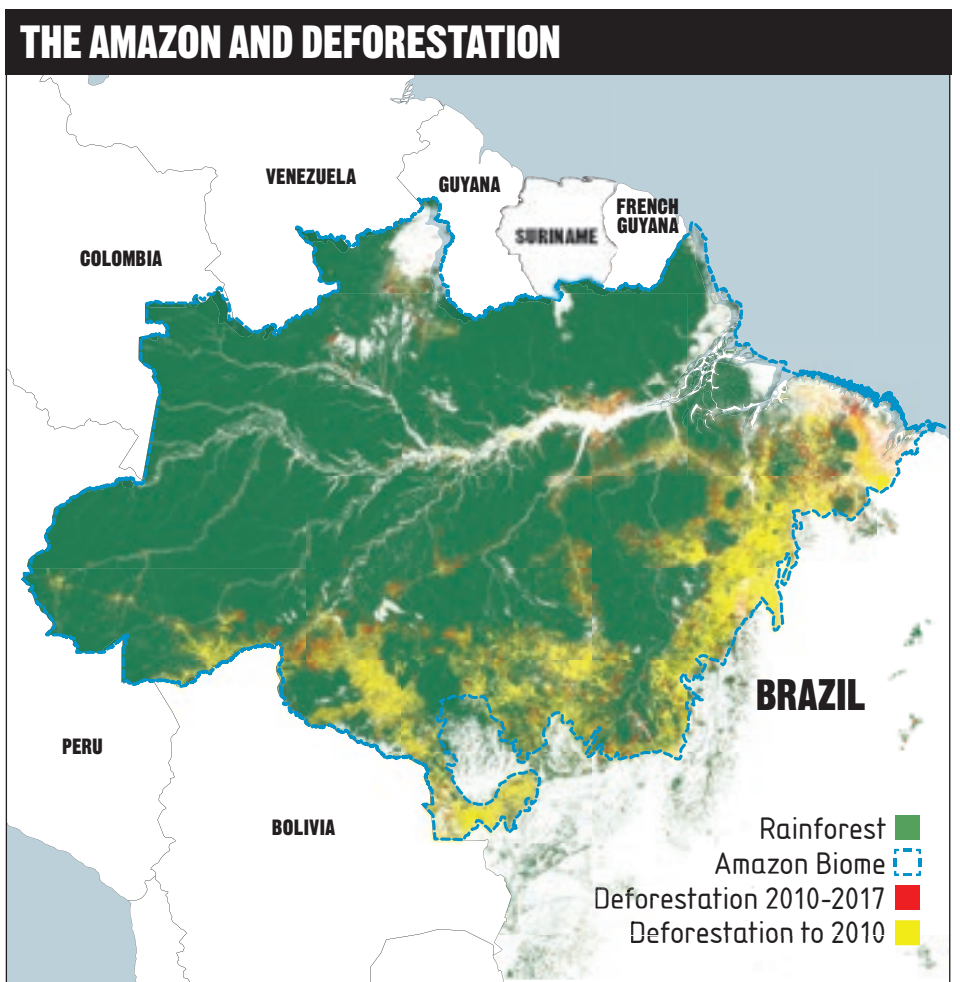 THE AMAZON AND DEFORESTATION
VENEZUELA
GUYANA
FRENCH
GUYANA
SURINAME
COLOMBIA
BRAZIL
PERU
BOLIVIA
Rainforest
Amazon Biome
Deforestation 2010-2017
Deforestation to 2010